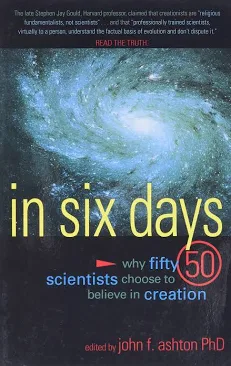 The late Stephen Jay Gould, Harvard professor, claimed that creationists are "religious
fundamentalists, not scientists" . . . and that "professionally trained scientists,
virtually to a person, understand the factual basis of evolution and don't dispute it."
READ THE TRUTH.
in six days
why fifty 50
scientists choose to
believe in creation
edited by john f. ashton PhD